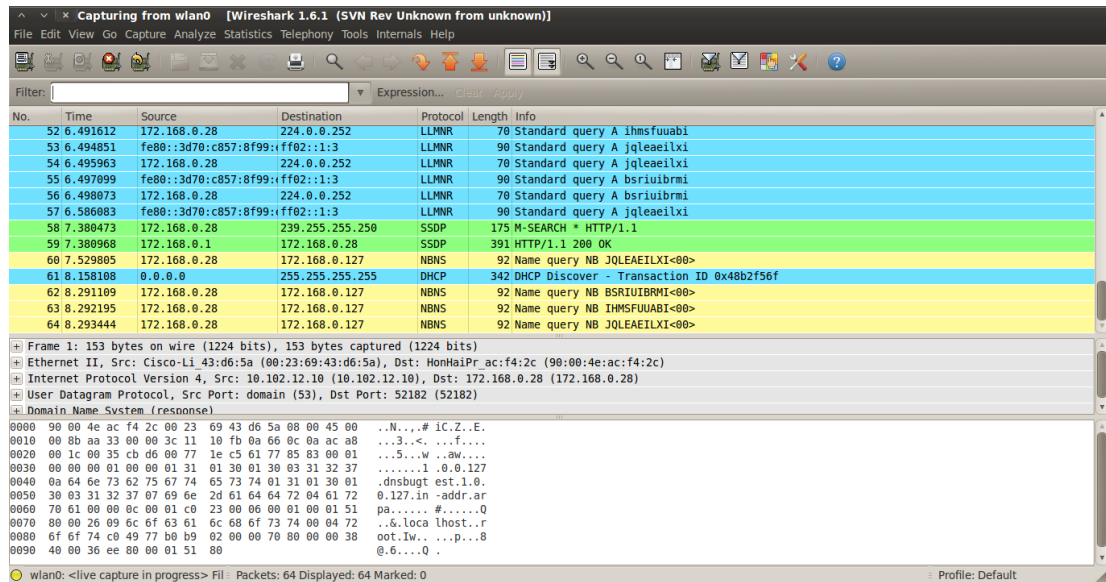 Capturing from wlan0 [Wireshark 1.6.1 (SVN Rev Unknown from unknown)]
File Edit View Go Capture Analyze Statistics Telephony Tools Internals Help
Filter: Expression... Clear Apply
No. Time Source Destination Protocol Length Info
52 6.491612 172.168.0.28 224.0.0.252 LLMNR 70 Standard query A ihmsfuuabi
53 6.494851 fe80::3d70:c857:8f99:ff02::1:3 LLMNR 90 Standard query A jqleaeilxi
54 6.495963 172.168.0.28 224.0.0.252 LLMNR 70 Standard query A jqleaeilxi
55 6.497099 fe80::3d70:c857:8f99:ff02::1:3 LLMNR 90 Standard query A bsriuibrmi
56 6.498073 172.168.0.28 224.0.0.252 LLMNR 70 Standard query A bsriuibrmi
57 6.586083 fe80::3d70:c857:8f99:ff02::1:3 LLMNR 90 Standard query A jqleaeilxi
58 7.380473 172.168.0.28 239.255.255.250 SSDP 175 M-SEARCH * HTTP/1.1
59 7.380968 172.168.0.1 172.168.0.28 SSDP 391 HTTP/1.1 200 OK
60 7.529805 172.168.0.28 172.168.0.127 NBNS 92 Name query NB JQLEAEILXI<00>
61 8.158108 0.0.0.0 255.255.255.255 DHCP 342 DHCP Discover - Transaction ID 0x48b2f56f
62 8.291109 172.168.0.28 172.168.0.127 NBNS 92 Name query NB BSRIUIBRMI<00>
63 8.292195 172.168.0.28 172.168.0.127 NBNS 92 Name query NB IHMSFUUABI<00>
64 8.293444 172.168.0.28 172.168.0.127 NBNS 92 Name query NB JQLEAEILXI<00>
Frame 1: 153 bytes on wire (1224 bits), 153 bytes captured (1224 bits)
Ethernet II, Src: Cisco-Li_43:d6:5a (00:23:69:43:d6:5a), Dst: HonHaiPr_ac:f4:2c (90:00:4e:ac:f4:2c)
Internet Protocol Version 4, Src: 10.102.12.10 (10.102.12.10), Dst: 172.168.0.28 (172.168.0.28)
User Datagram Protocol, Src Port: domain (53), Dst Port: 52182 (52182)
Domain Name System (response)
0000 90 00 4e ac f4 2c 00 23 69 43 d6 5a 08 00 45 00 ..N..,.# iC.Z..E.
0010 00 8b aa 33 00 00 3c 11 10 fb 0a 66 0c 0a ac a8 ...3..<. ...f....
0020 00 1c 00 35 cb d6 00 77 1e c5 61 77 85 83 00 01 ...5...w ..aw....
0030 00 00 00 01 00 00 01 31 01 30 01 30 03 31 32 37 .......1 .0.0.127
0040 0a 64 6e 73 62 75 67 74 65 73 74 01 31 01 30 01 .dnsbugt est.1.0.
0050 30 03 31 32 37 07 69 6e 2d 61 64 64 72 04 61 72 0.127.in -addr.ar
0060 70 61 00 00 0c 00 01 c0 23 00 06 00 01 00 01 51 pa...... #......Q
0070 80 00 26 09 6c 6f 63 61 6c 68 6f 73 74 00 04 72 ..&.loca lhost..r
0080 6f 6f 74 c0 49 77 b0 b9 02 00 00 70 80 00 00 38 oot.Iw.. ...p...8
0090 40 00 36 ee 80 00 01 51 80 @.6....Q .
wlan0: <live capture in progress> Fil Packets: 64 Displayed: 64 Marked: 0 Profile: Default